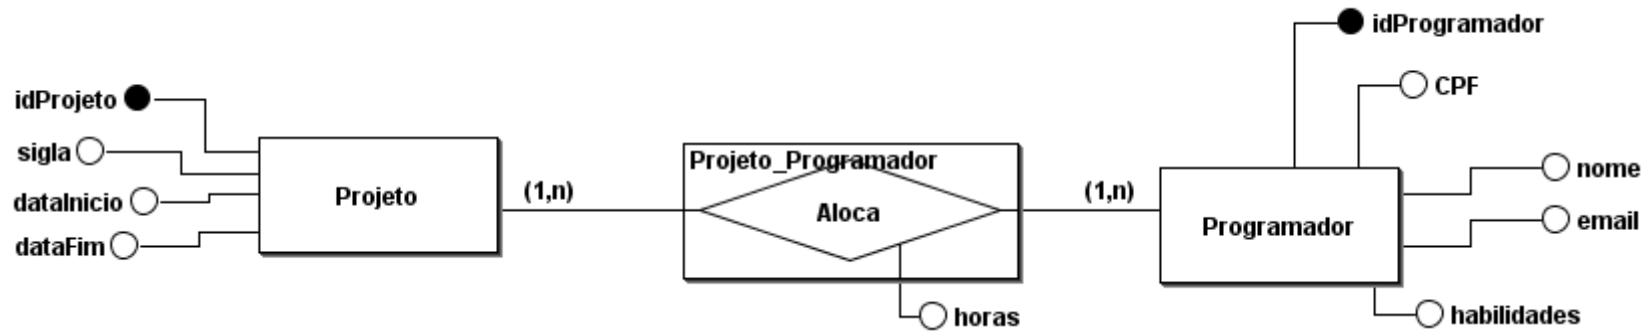 idProjeto
sigla
dataInicio
dataFim
Projeto
(1,n)
Projeto_Programador
Aloca
horas
(1,n)
Programador
idProgramador
CPF
nome
email
habilidades